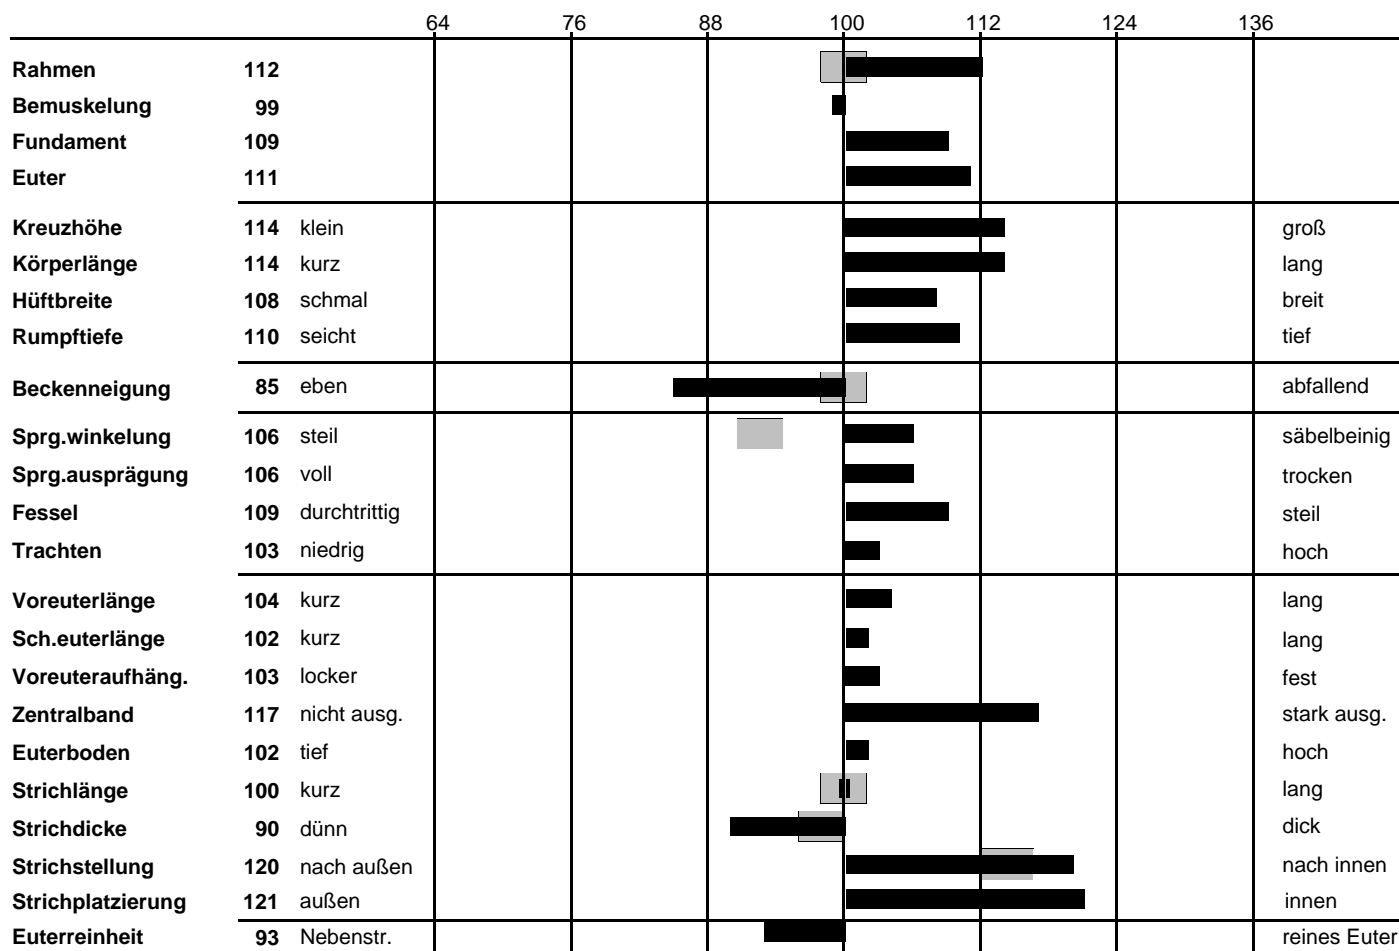 64 76 88 100 112 124 136
Rahmen 112
Bemuskelung 99
Fundament 109
Euter 111
Kreuzhöhe 114 klein groß
Körperlänge 114 kurz lang
Hüftbreite 108 schmal breit
Rumpftiefe 110 seicht tief
Beckenneigung 85 eben abfallend
Sprg.winkelung 106 steil säbelbeinig
Sprg.ausprägung 106 voll trocken
Fessel 109 durchtrittig steil
Trachten 103 niedrig hoch
Voreuterlänge 104 kurz lang
Sch.euterlänge 102 kurz lang
Voreuteraufhäng. 103 locker fest
Zentralband 117 nicht ausg. stark ausg.
Euterboden 102 tief hoch
Strichlänge 100 kurz lang
Strichdicke 90 dünn dick
Strichstellung 120 nach außen nach innen
Strichplatzierung 121 außen innen
Euterreinheit 93 Nebenstr. reines Euter